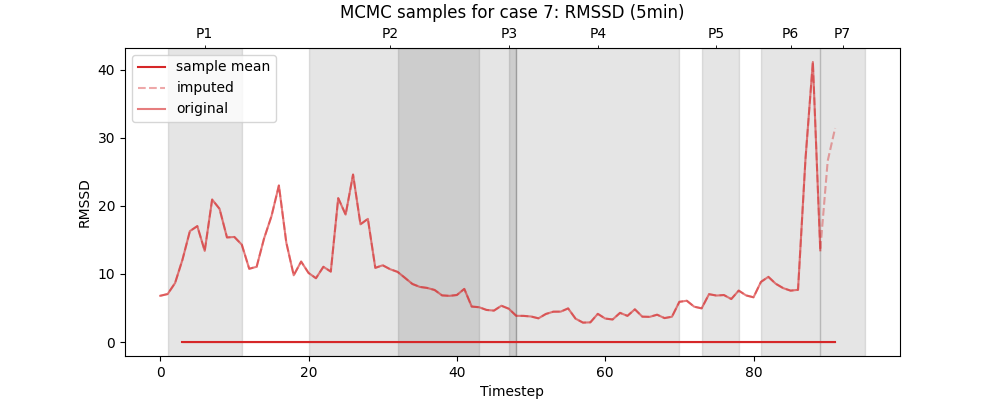 MCMC samples for case 7: RMSSD (5min)
P1 P2 P3 P4 P5 P6 P7
sample mean
imputed
original
RMSSD
40
30
20
10
0
0 20 40 60 80
Timestep